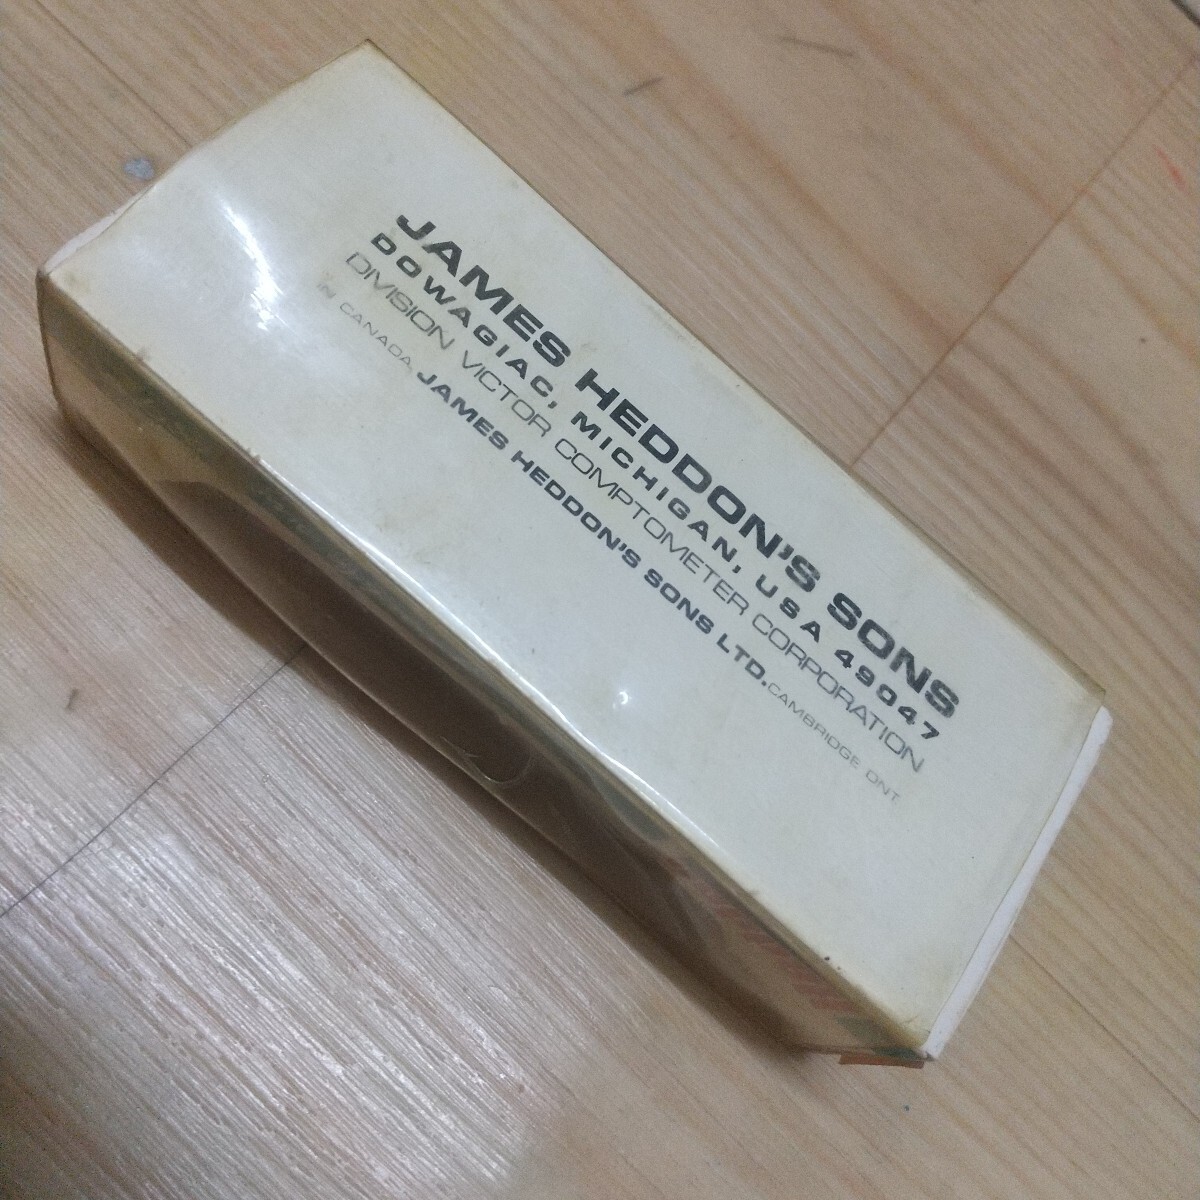 JAMES HEDDON'S SONS
DOWAGIAC, MICHIGAN, USA 49047
DIVISION VICTOR COMPTOMETER CORPORATION
IN CANADA, JAMES HEDDON'S SONS LTD. CAMBRIDGE ONT